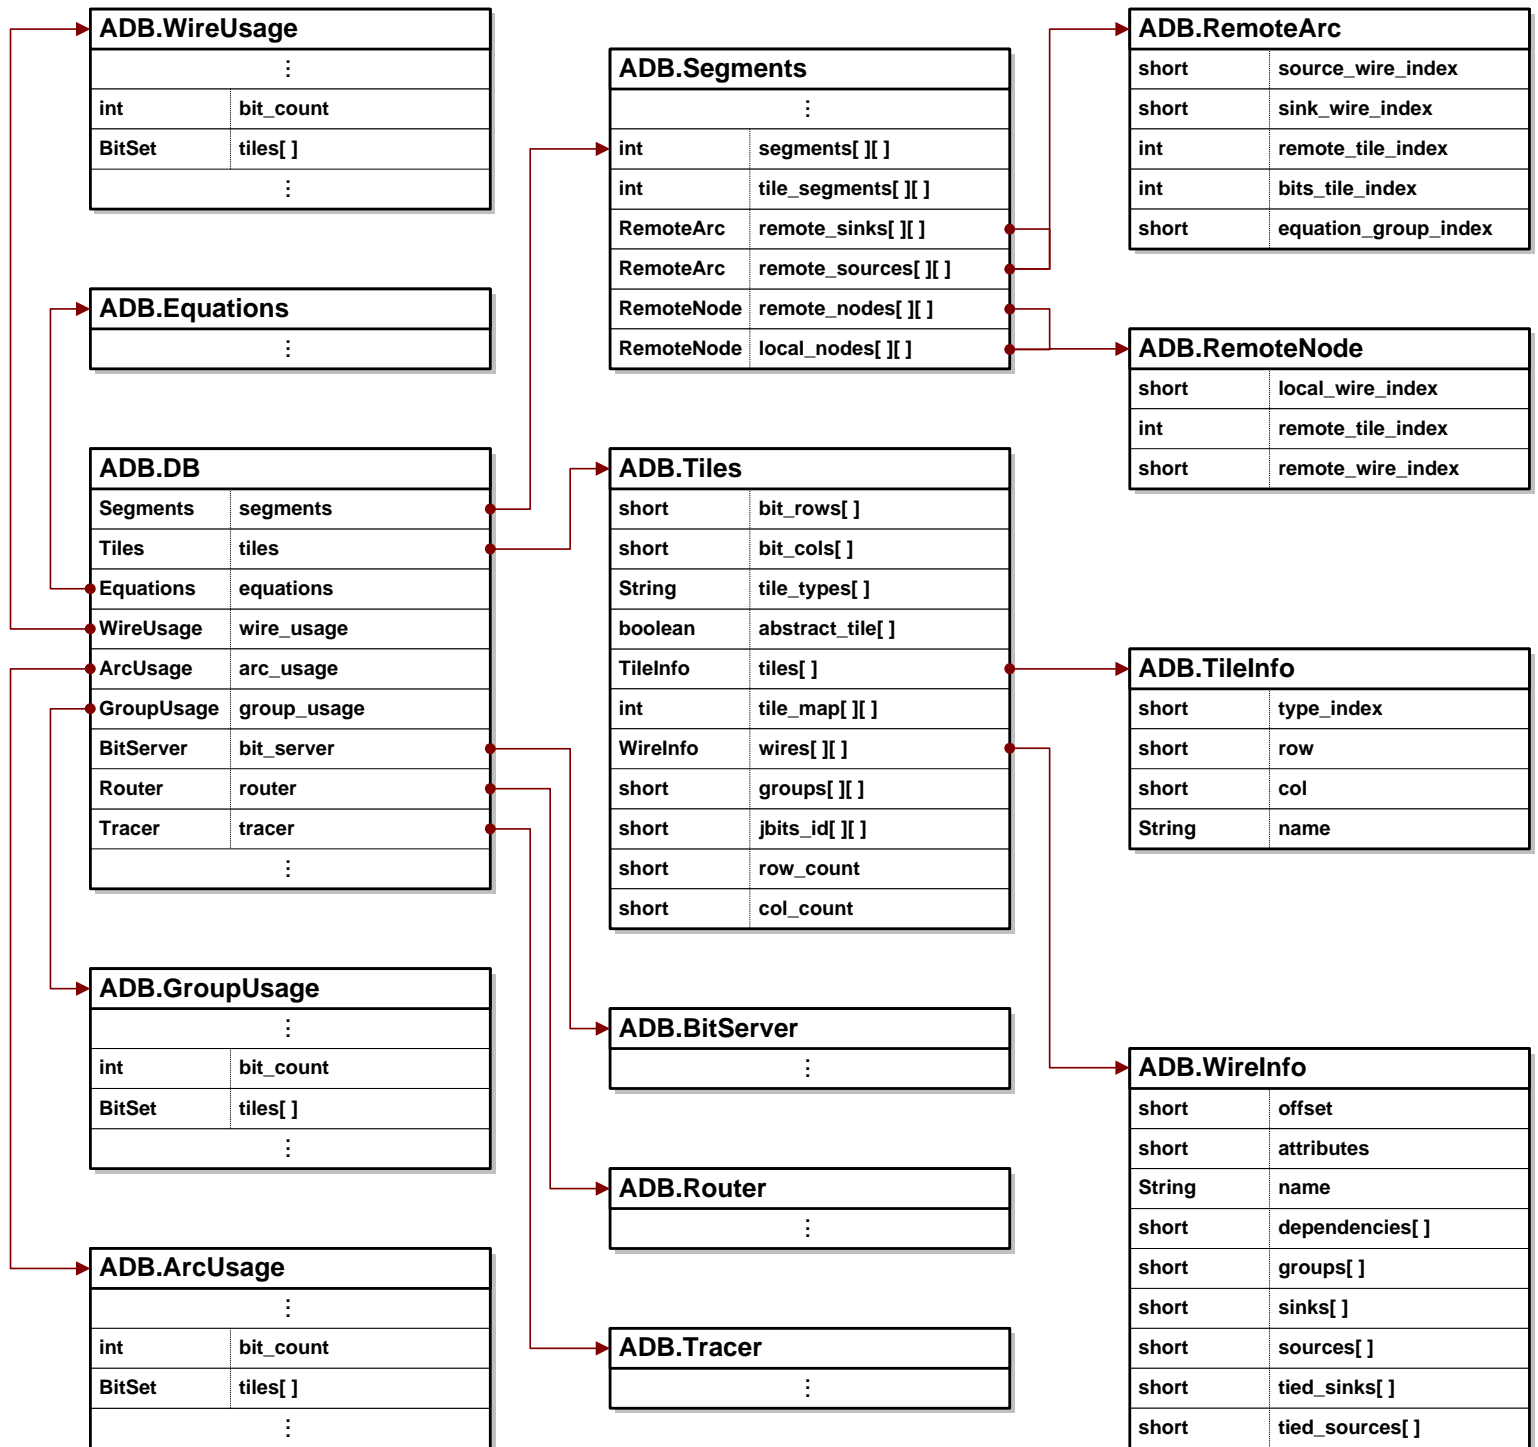 ADB.WireUsage
⋮
int bit_count
BitSet tiles[ ]
⋮
ADB.Equations
⋮
ADB.DB
Segments segments
Tiles tiles
Equations equations
WireUsage wire_usage
ArcUsage arc_usage
GroupUsage group_usage
BitServer bit_server
Router router
Tracer tracer
⋮
ADB.GroupUsage
⋮
int bit_count
BitSet tiles[ ]
⋮
ADB.ArcUsage
⋮
int bit_count
BitSet tiles[ ]
⋮
ADB.Segments
⋮
int segments[ ][ ]
int tile_segments[ ][ ]
RemoteArc remote_sinks[ ][ ]
RemoteArc remote_sources[ ][ ]
RemoteNode remote_nodes[ ][ ]
RemoteNode local_nodes[ ][ ]
ADB.Tiles
short bit_rows[ ]
short bit_cols[ ]
String tile_types[ ]
boolean abstract_tile[ ]
TileInfo tiles[ ]
int tile_map[ ][ ]
WireInfo wires[ ][ ]
short groups[ ][ ]
short jbits_id[ ][ ]
short row_count
short col_count
ADB.BitServer
⋮
ADB.Router
⋮
ADB.Tracer
⋮
ADB.RemoteArc
short source_wire_index
short sink_wire_index
int remote_tile_index
int bits_tile_index
short equation_group_index
ADB.RemoteNode
short local_wire_index
int remote_tile_index
short remote_wire_index
ADB.TileInfo
short type_index
short row
short col
String name
ADB.WireInfo
short offset
short attributes
String name
short dependencies[ ]
short groups[ ]
short sinks[ ]
short sources[ ]
short tied_sinks[ ]
short tied_sources[ ]